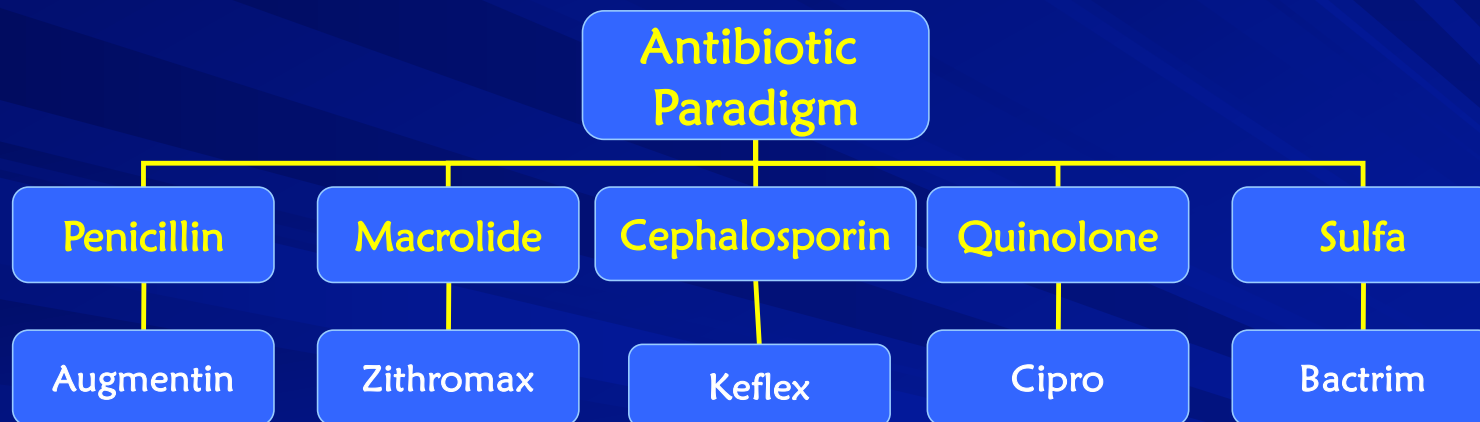 Antibiotic
Paradigm
Penicillin
Macrolide
Cephalosporin
Quinolone
Sulfa
Augmentin
Zithromax
Keflex
Cipro
Bactrim